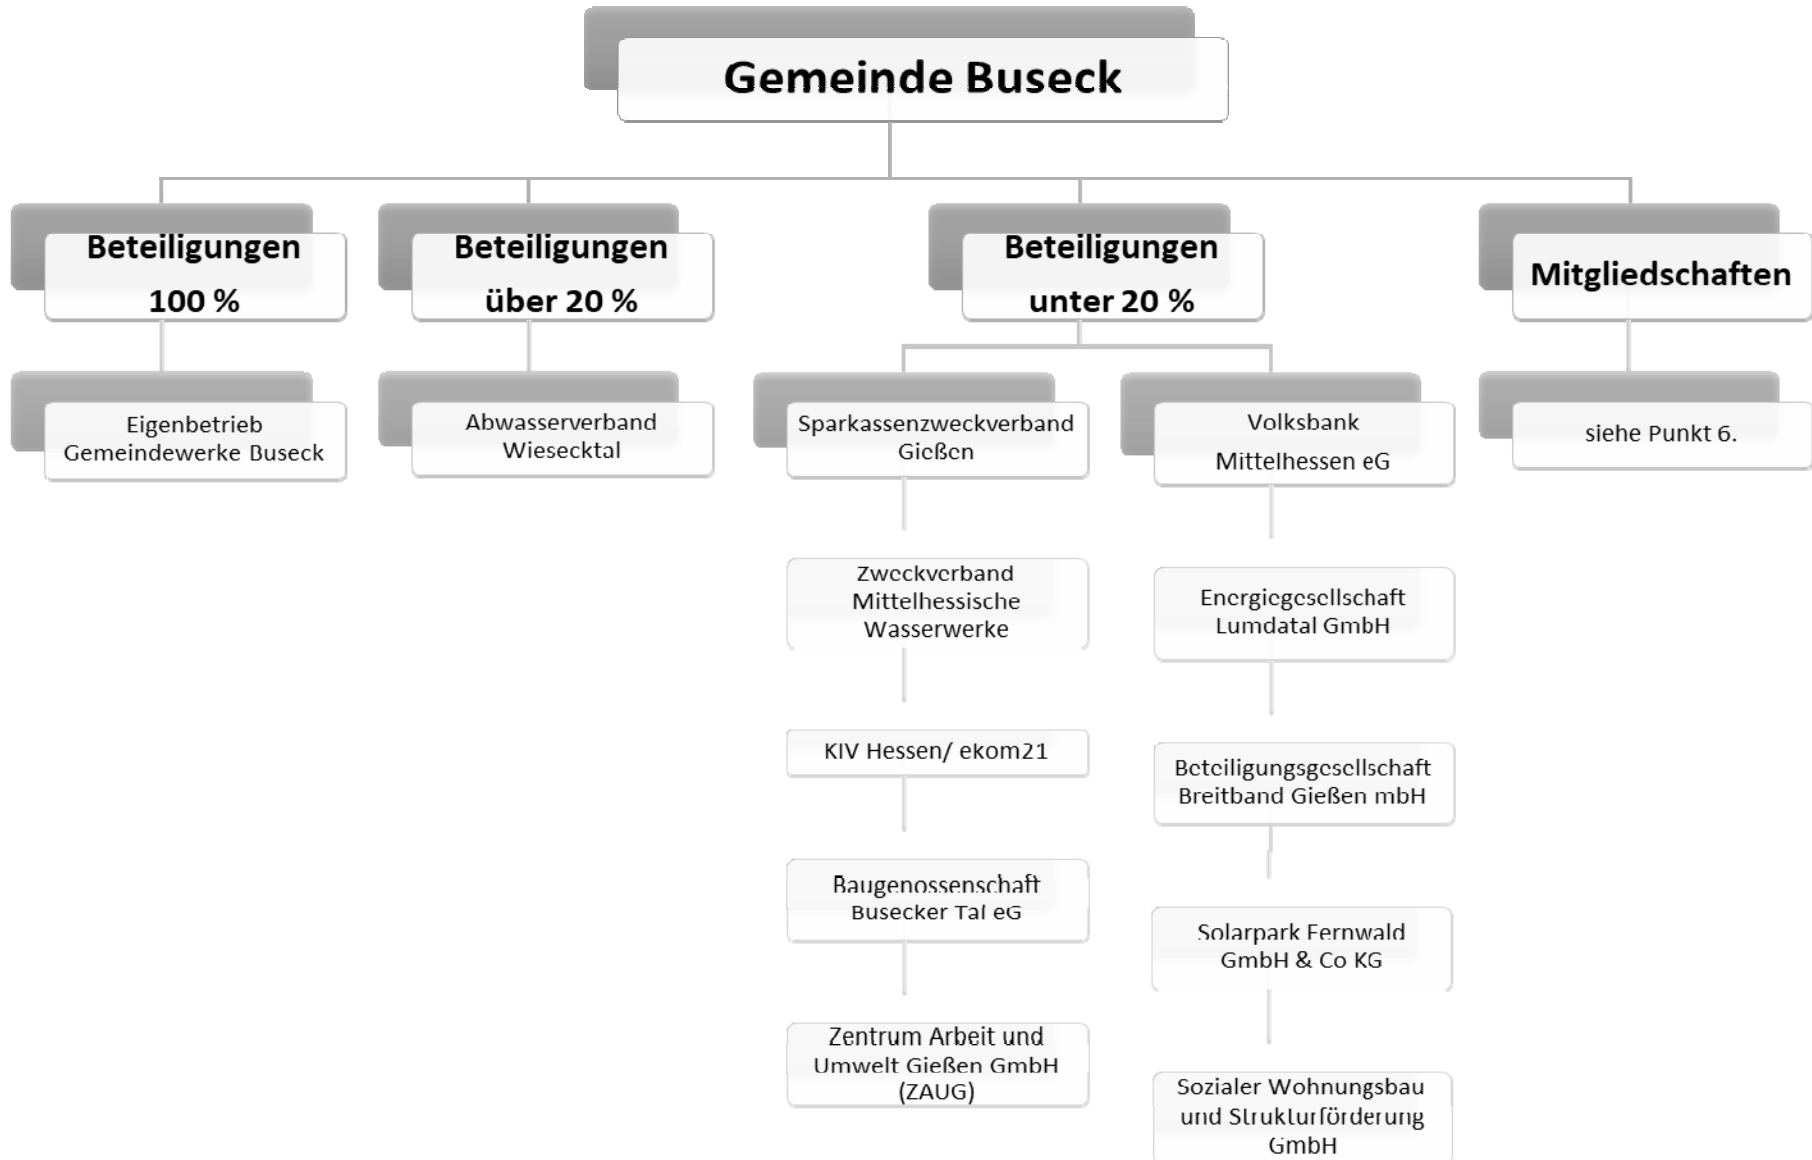 Gemeinde Buseck
Beteiligungen
100 %
Beteiligungen
über 20 %
Beteiligungen
unter 20 %
Mitgliedschaften
Eigenbetrieb
Gemeindewerke Buseck
Abwasserverband
Wiesecktal
Sparkassenzweckverband
Gießen
Volksbank
Mittelhessen eG
siehe Punkt 6.
Zweckverband
Mittelhessische
Wasserwerke
Energiegesellschaft
Lumdatal GmbH
KIV Hessen/ ekom21
Beteiligungsgesellschaft
Breitband Gießen mbH
Baugenossenschaft
Busecker Tal eG
Solarpark Fernwald
GmbH & Co KG
Zentrum Arbeit und
Umwelt Gießen GmbH
(ZAUG)
Sozialer Wohnungsbau
und Strukturförderung
GmbH